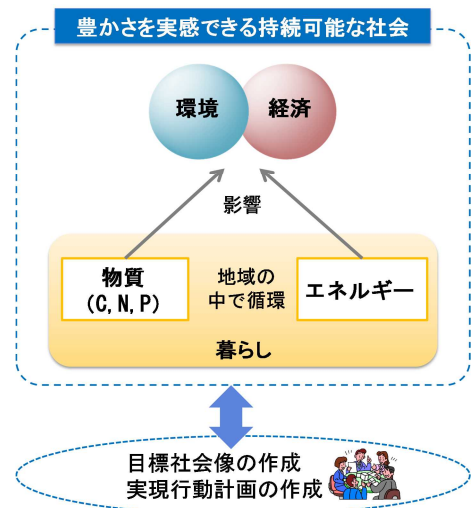 豊かさを実感できる持続可能な社会
環境
経済
影響
物質
(C, N, P)
地域の
中で循環
エネルギー
暮らし
目標社会像の作成
実現行動計画の作成